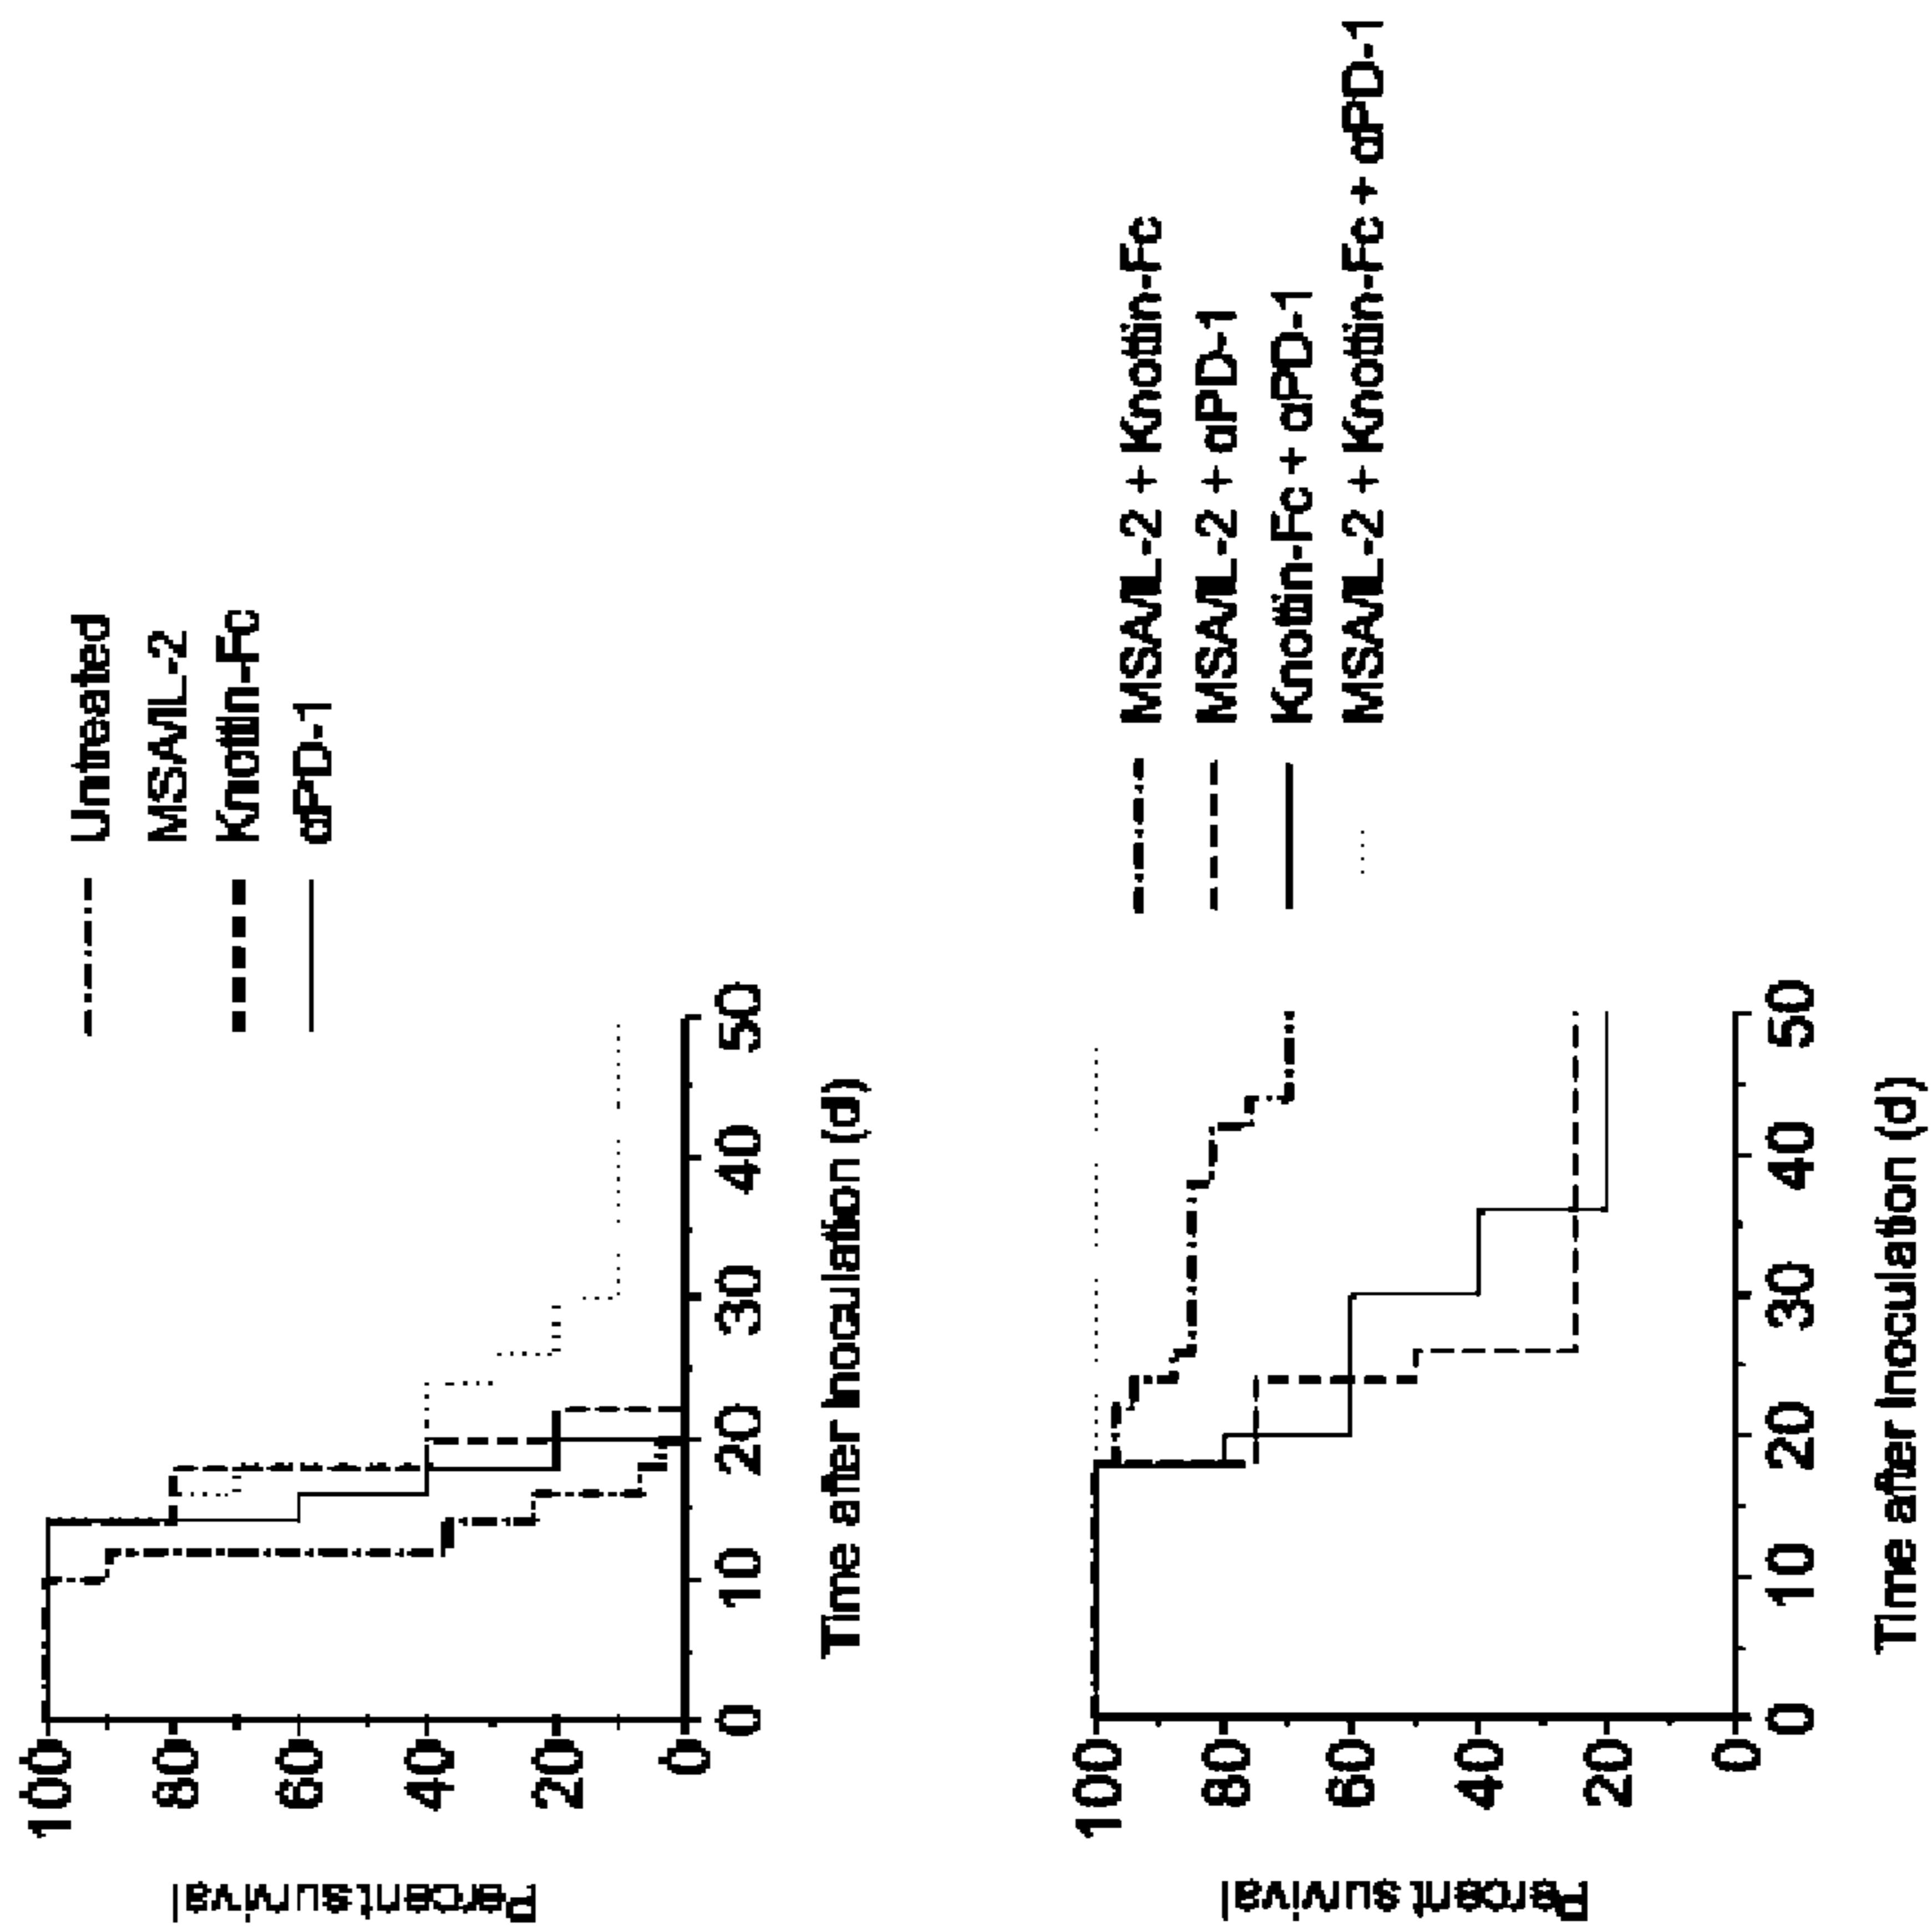 Percent survival
100
80
60
40
20
0
0 10 20 30 40 50
Time after Inoculation (d)
Untreated
MSA/IL-2
Knottin-Fc
αPD-1
Percent survival
100
80
60
40
20
0
0 10 20 30 40 50
Time after Inoculation (d)
MSA/IL-2 + Knottin-Fc
MSA/IL-2 + αPD-1
Knottin-Fc + αPD-1
MSA/IL-2 + Knottin-Fc + αPD-1